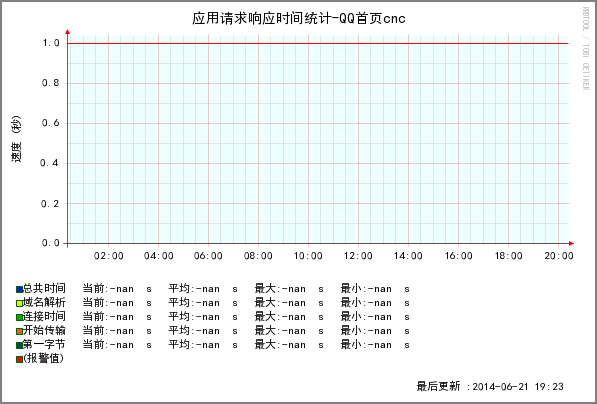 应用请求响应时间统计-QQ首页cnc
RRDTOOL / TOBI OETIKER
速度 (秒)
1.0
0.8
0.6
0.4
0.2
0.0
02:00 04:00 06:00 08:00 10:00 12:00 14:00 16:00 18:00 20:00
总共时间 当前:-nan s 平均:-nan s 最大:-nan s 最小:-nan s
域名解析 当前:-nan s 平均:-nan s 最大:-nan s 最小:-nan s
连接时间 当前:-nan s 平均:-nan s 最大:-nan s 最小:-nan s
开始传输 当前:-nan s 平均:-nan s 最大:-nan s 最小:-nan s
第一字节 当前:-nan s 平均:-nan s 最大:-nan s 最小:-nan s
(报警值)
最后更新 :2014-06-21 19:23